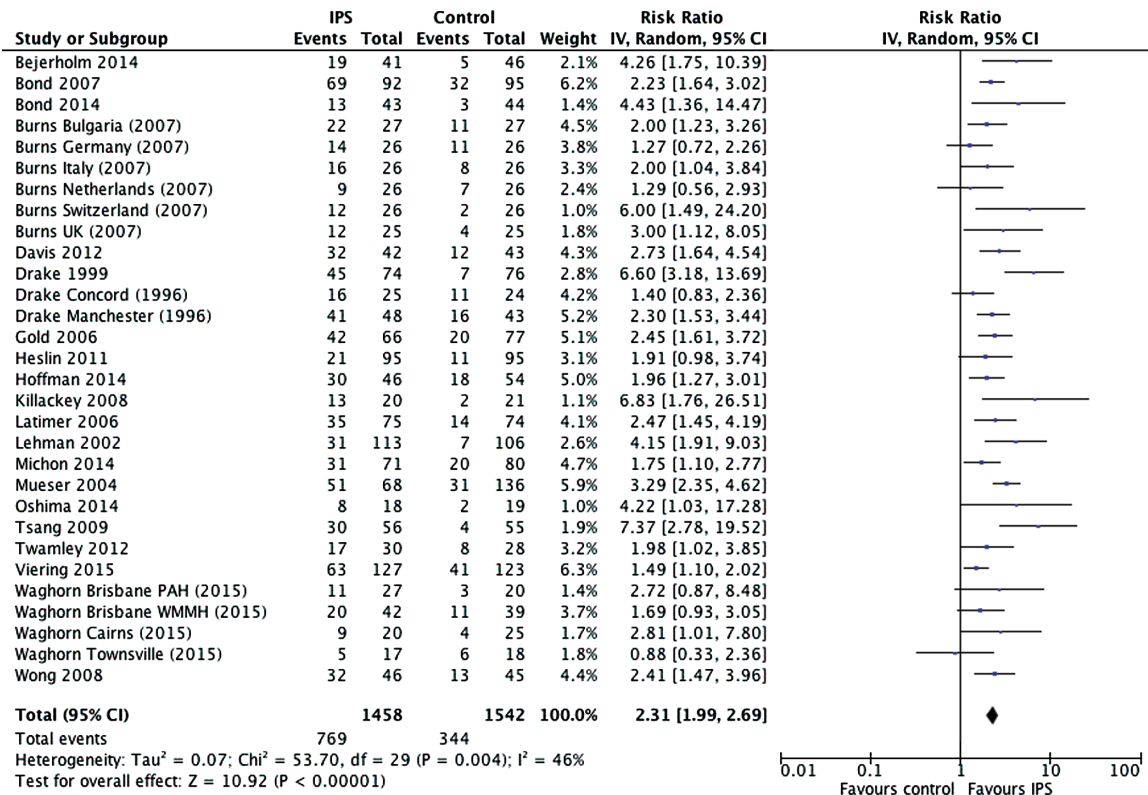 IPS Control Risk Ratio Risk Ratio
Study or Subgroup Events Total Events Total Weight IV, Random, 95% CI IV, Random, 95% CI
Bejerholm 2014 19 41 5 46 2.1% 4.26 [1.75, 10.39]
Bond 2007 69 92 32 95 6.2% 2.23 [1.64, 3.02]
Bond 2014 13 43 3 44 1.4% 4.43 [1.36, 14.47]
Burns Bulgaria (2007) 22 27 11 27 4.5% 2.00 [1.23, 3.26]
Burns Germany (2007) 14 26 11 26 3.8% 1.27 [0.72, 2.26]
Burns Italy (2007) 16 26 8 26 3.3% 2.00 [1.04, 3.84]
Burns Netherlands (2007) 9 26 7 26 2.4% 1.29 [0.56, 2.93]
Burns Switzerland (2007) 12 26 2 26 1.0% 6.00 [1.49, 24.20]
Burns UK (2007) 12 25 4 25 1.8% 3.00 [1.12, 8.05]
Davis 2012 32 42 12 43 4.3% 2.73 [1.64, 4.54]
Drake 1999 45 74 7 76 2.8% 6.60 [3.18, 13.69]
Drake Concord (1996) 16 25 11 24 4.2% 1.40 [0.83, 2.36]
Drake Manchester (1996) 41 48 16 43 5.2% 2.30 [1.53, 3.44]
Gold 2006 42 66 20 77 5.1% 2.45 [1.61, 3.72]
Heslin 2011 21 95 11 95 3.1% 1.91 [0.98, 3.74]
Hoffman 2014 30 46 18 54 5.0% 1.96 [1.27, 3.01]
Killackey 2008 13 20 2 21 1.1% 6.83 [1.76, 26.51]
Latimer 2006 35 75 14 74 4.1% 2.47 [1.45, 4.19]
Lehman 2002 31 113 7 106 2.6% 4.15 [1.91, 9.03]
Michon 2014 31 71 20 80 4.7% 1.75 [1.10, 2.77]
Mueser 2004 51 68 31 136 5.9% 3.29 [2.35, 4.62]
Oshima 2014 8 18 2 19 1.0% 4.22 [1.03, 17.28]
Tsang 2009 30 56 4 55 1.9% 7.37 [2.78, 19.52]
Twamley 2012 17 30 8 28 3.2% 1.98 [1.02, 3.85]
Viering 2015 63 127 41 123 6.3% 1.49 [1.10, 2.02]
Waghorn Brisbane PAH (2015) 11 27 3 20 1.4% 2.72 [0.87, 8.48]
Waghorn Brisbane WMMH (2015) 20 42 11 39 3.7% 1.69 [0.93, 3.05]
Waghorn Cairns (2015) 9 20 4 25 1.7% 2.81 [1.01, 7.80]
Waghorn Townsville (2015) 5 17 6 18 1.8% 0.88 [0.33, 2.36]
Wong 2008 32 46 13 45 4.4% 2.41 [1.47, 3.96]
Total (95% CI) 1458 1542 100.0% 2.31 [1.99, 2.69]
Total events 769 344
Heterogeneity: Tau² = 0.07; Chi² = 53.70, df = 29 (P = 0.004); I² = 46%
Test for overall effect: Z = 10.92 (P < 0.00001)
0.01 0.1 1 10 100
Favours control Favours IPS